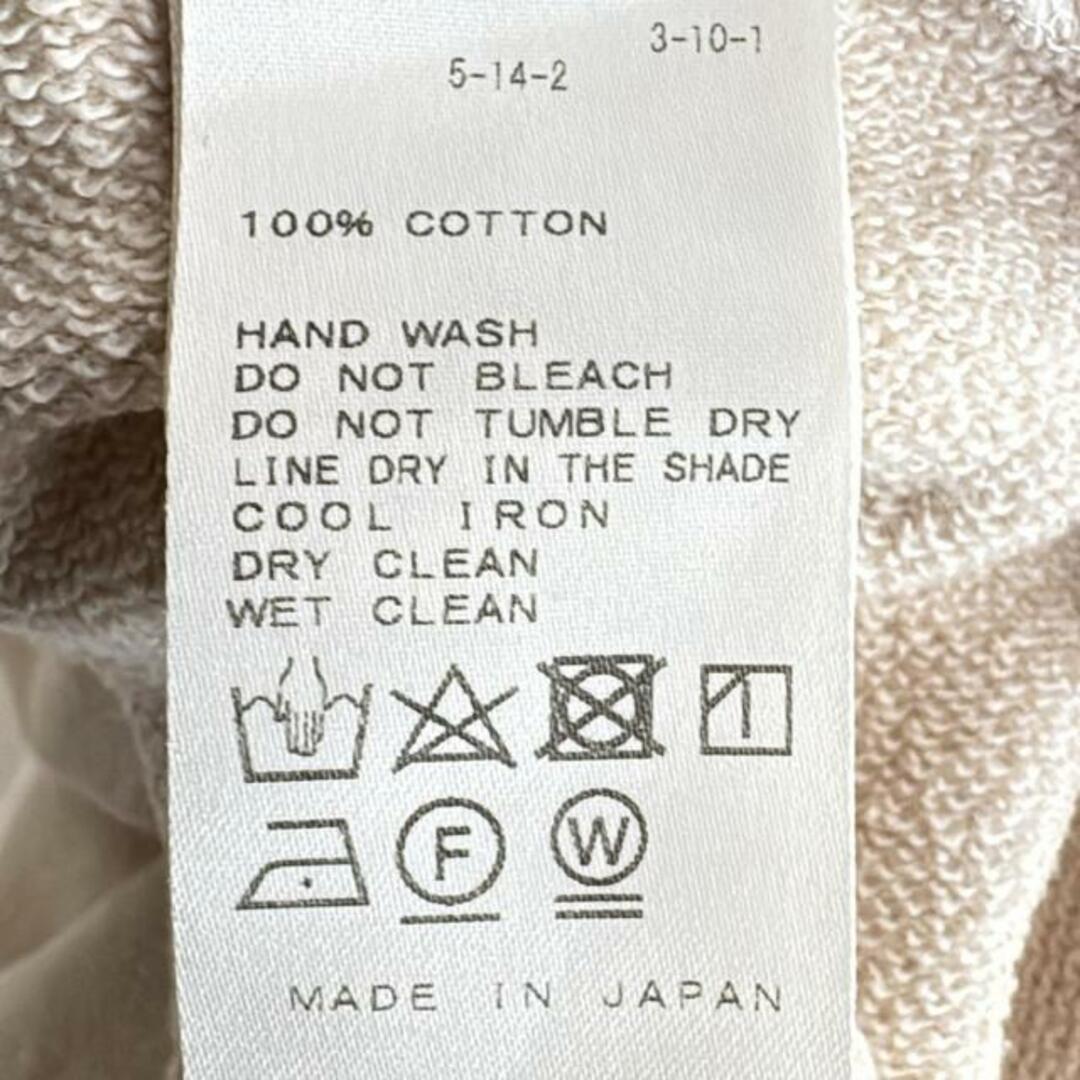 3-10-1
5-14-2
100% COTTON
HAND WASH
DO NOT BLEACH
DO NOT TUMBLE DRY
LINE DRY IN THE SHADE
COOL IRON
DRY CLEAN
WET CLEAN
F W
MADE IN JAPAN